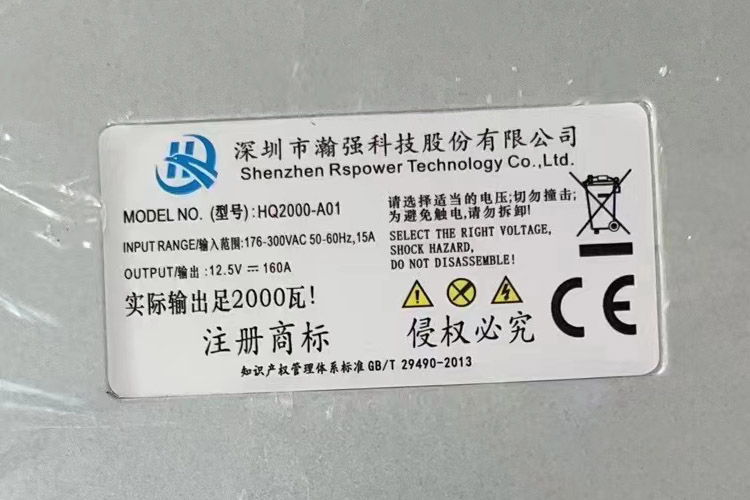 深圳市瀚强科技股份有限公司
Shenzhen Rspower Technology Co.,Ltd.
MODEL NO. (型号):HQ2000-A01
INPUT RANGE/输入范围:176-300VAC 50-60Hz,15A
OUTPUT/输出:12.5V⎓160A
实际输出足2000瓦!
请选择适当的电压;切勿撞击;
为避免触电,请勿拆卸!
SELECT THE RIGHT VOLTAGE,
SHOCK HAZARD,
DO NOT DISASSEMBLE!
CE
注册商标 侵权必究
知识产权管理体系标准 GB/T 29490-2013